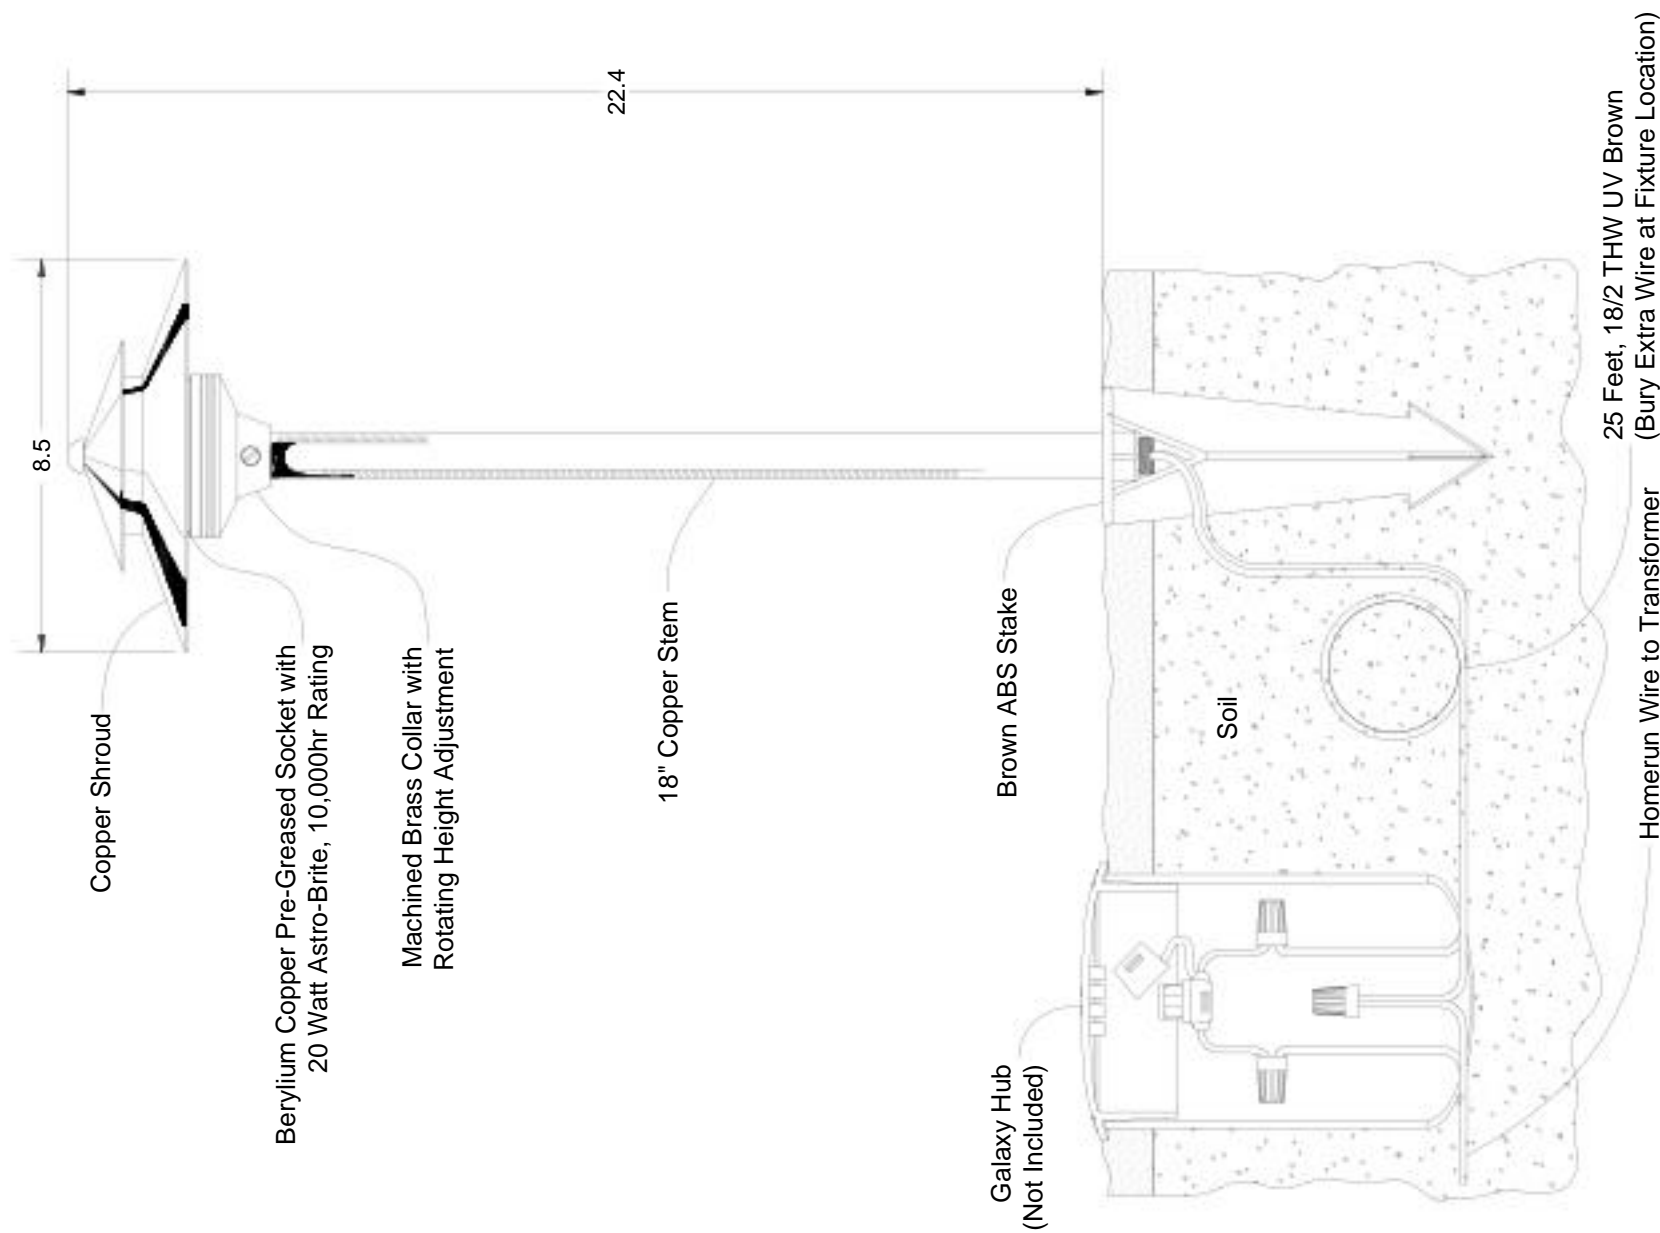 22.4
8.5
Copper Shroud
Berylium Copper Pre-Greased Socket with
20 Watt Astro-Brite, 10,000hr Rating
Machined Brass Collar with
Rotating Height Adjustment
18" Copper Stem
Brown ABS Stake
Soil
Galaxy Hub
(Not Included)
25 Feet, 18/2 THW UV Brown
(Bury Extra Wire at Fixture Location)
Homerun Wire to Transformer